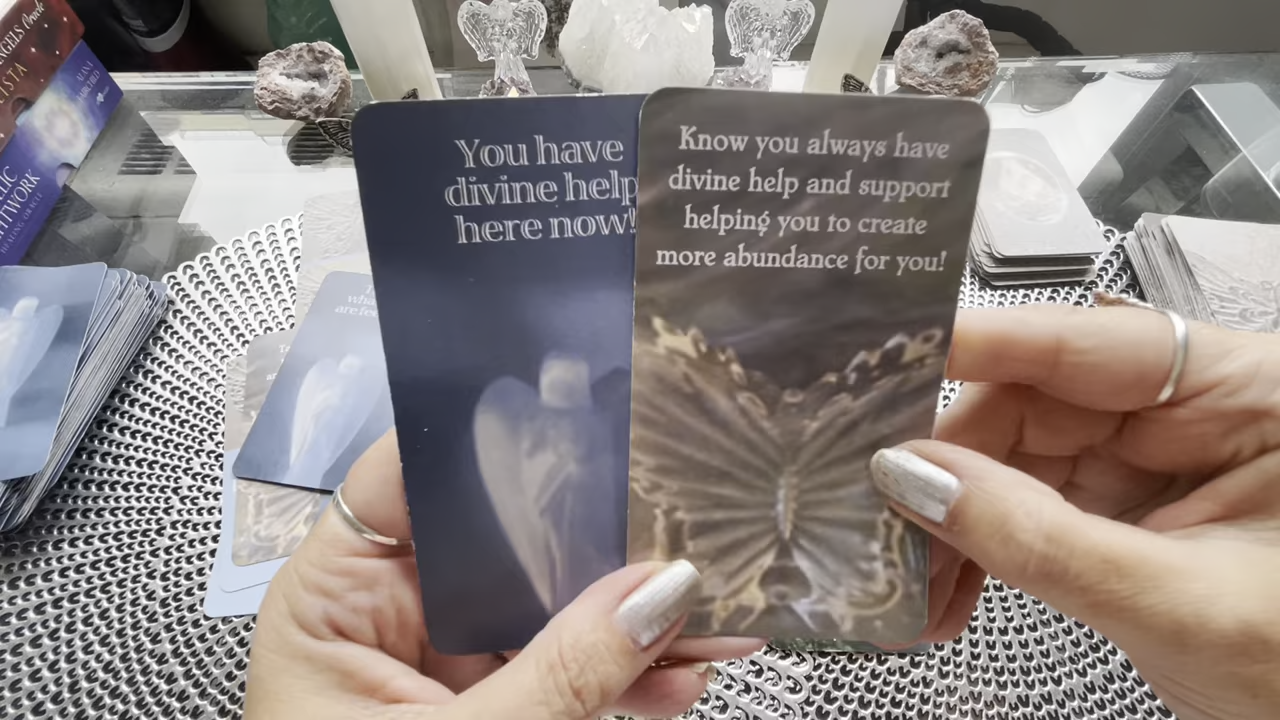 You have
divine help
here now!
Know you always have
divine help and support
helping you to create
more abundance for you!
ANGELS Oracle